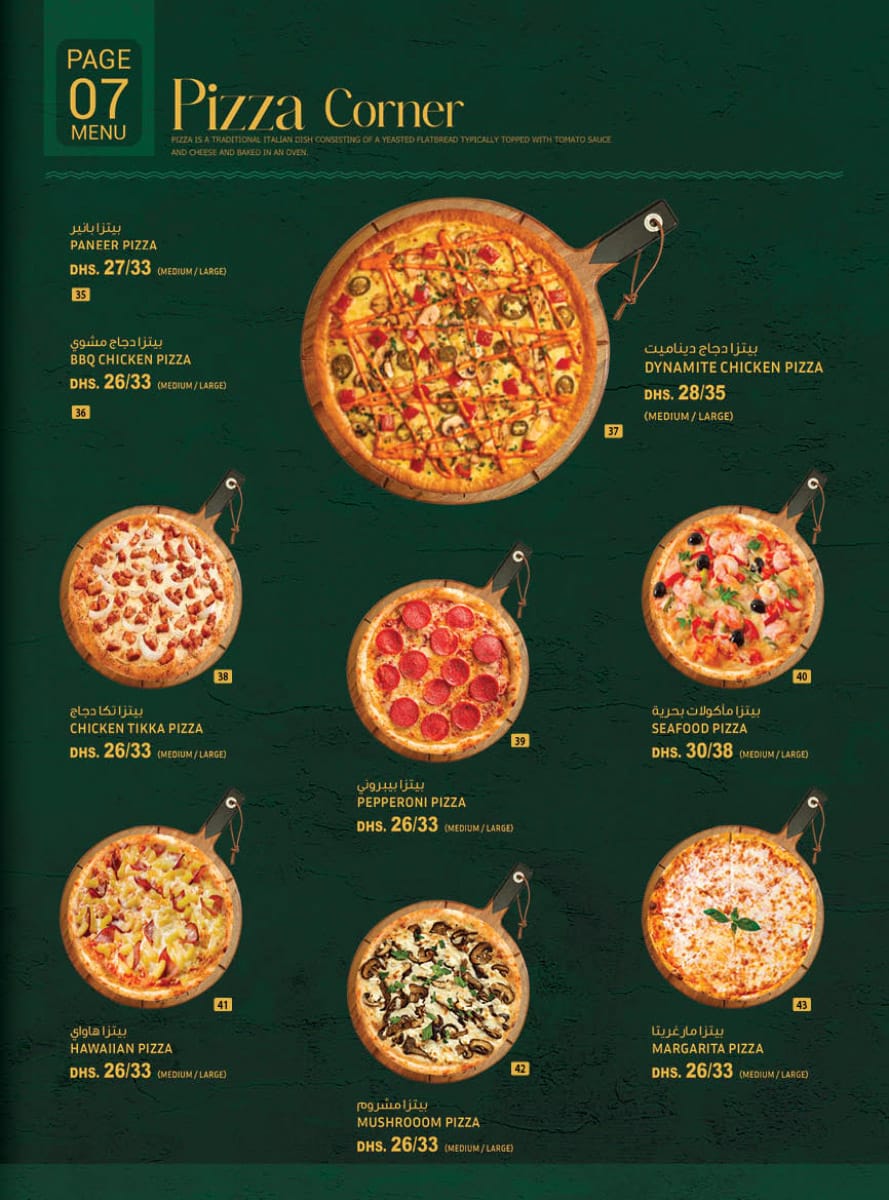 PAGE
07
MENU
Pizza Corner
PIZZA IS A TRADITIONAL ITALIAN DISH CONSISTING OF A YEASTED FLATBREAD TYPICALLY TOPPED WITH TOMATO SAUCE
AND CHEESE AND BAKED IN AN OVEN.
بيتزا بانير
PANEER PIZZA
DHS. 27/33 (MEDIUM / LARGE)
35
بيتزا دجاج مشوي
BBQ CHICKEN PIZZA
DHS. 26/33 (MEDIUM / LARGE)
36
بيتزا دجاج ديناميت
DYNAMITE CHICKEN PIZZA
DHS. 28/35
(MEDIUM / LARGE)
37
38
بيتزا تكا دجاج
CHICKEN TIKKA PIZZA
DHS. 26/33 (MEDIUM / LARGE)
39
بيتزا بيبروني
PEPPERONI PIZZA
DHS. 26/33 (MEDIUM / LARGE)
40
بيتزا مأكولات بحرية
SEAFOOD PIZZA
DHS. 30/38 (MEDIUM / LARGE)
41
بيتزا هاواي
HAWAIIAN PIZZA
DHS. 26/33 (MEDIUM / LARGE)
42
بيتزا مشروم
MUSHROOOM PIZZA
DHS. 26/33 (MEDIUM / LARGE)
43
بيتزا مارغريتا
MARGARITA PIZZA
DHS. 26/33 (MEDIUM / LARGE)